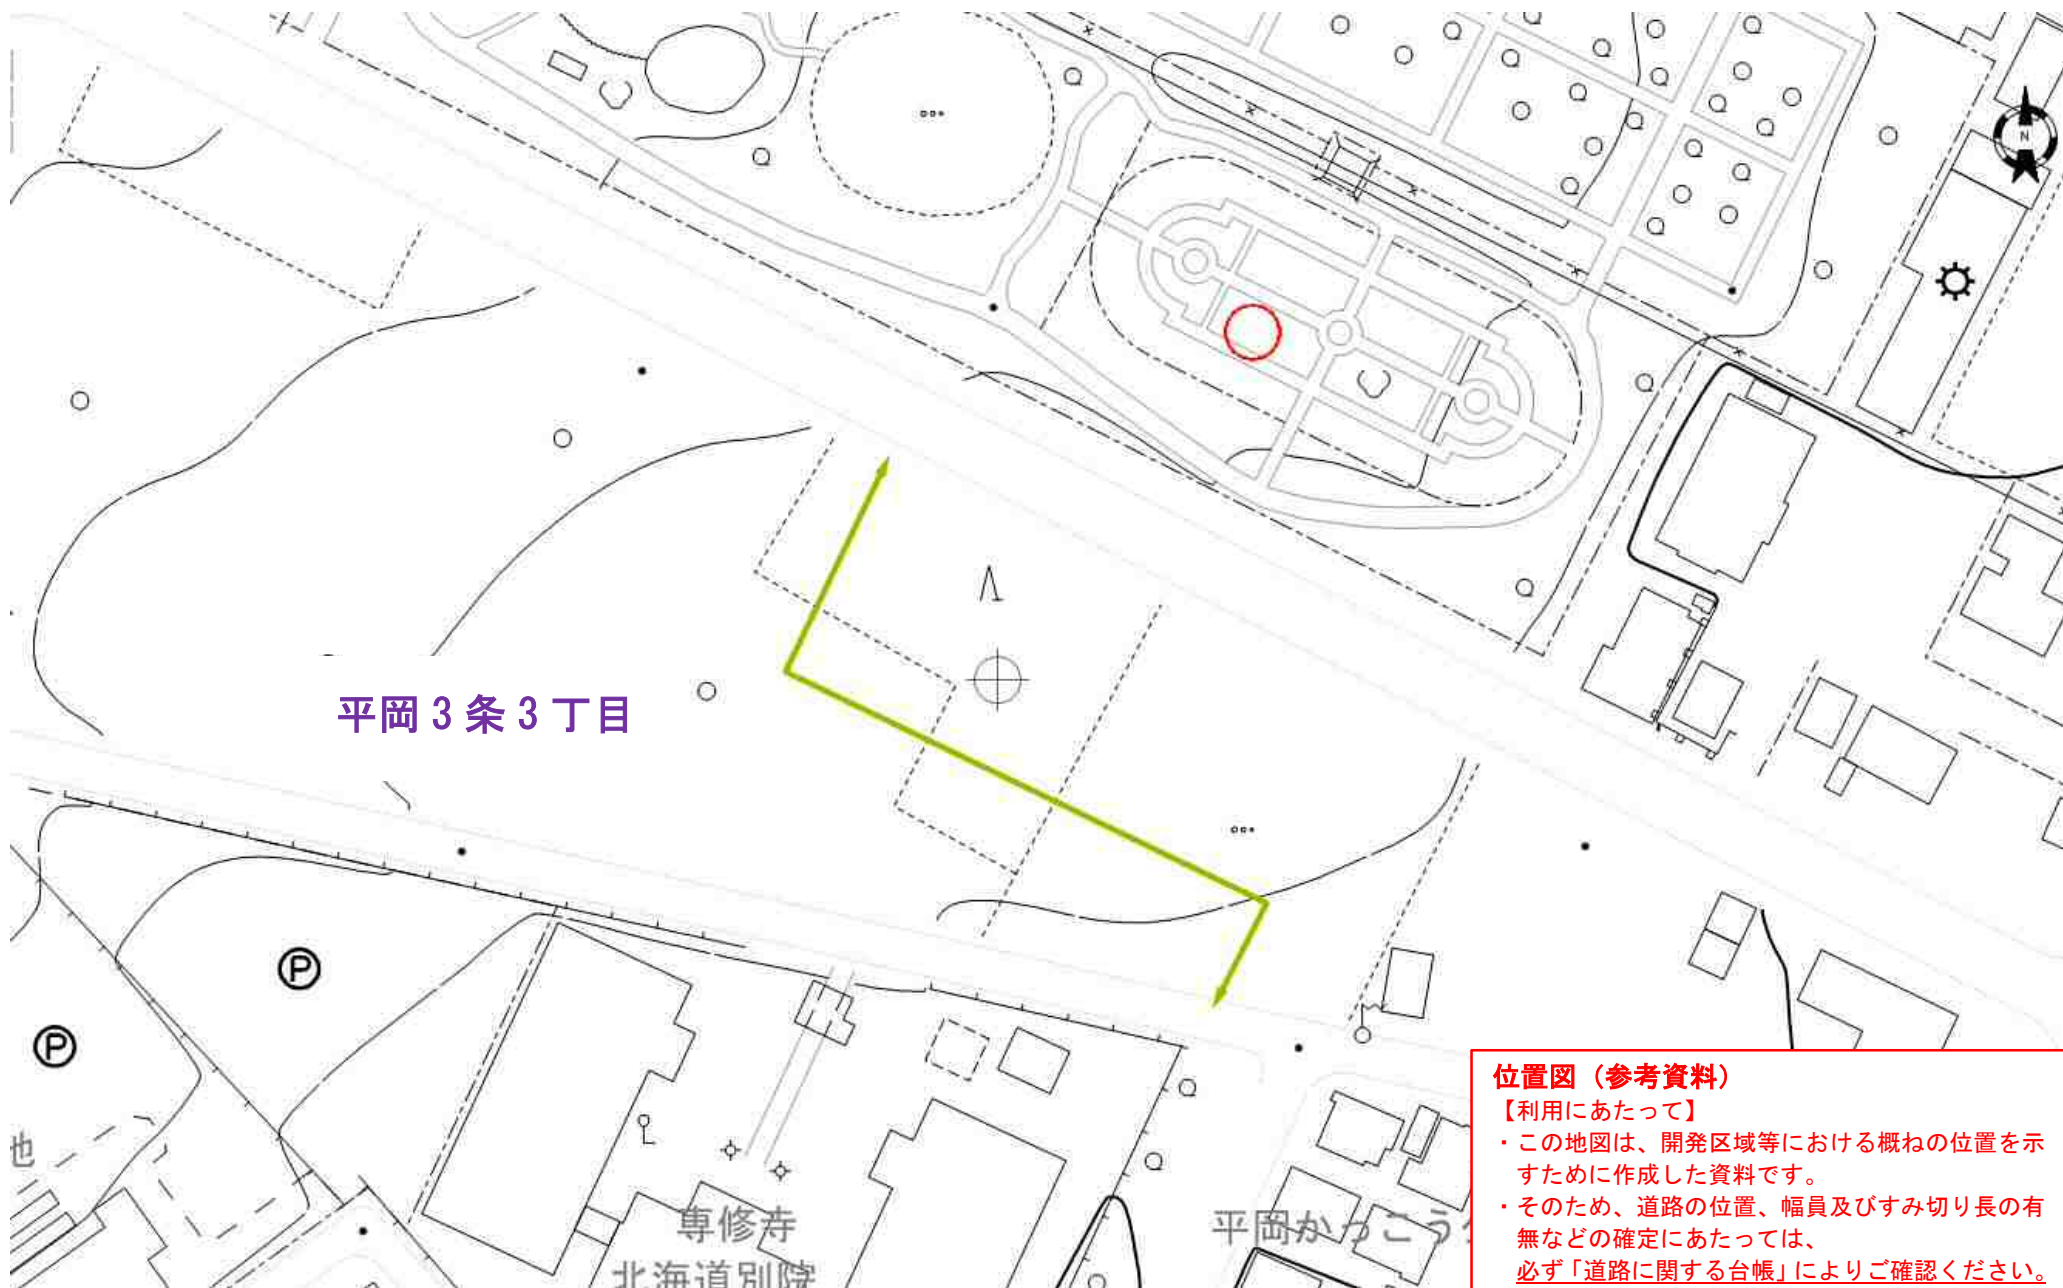 N
平岡3条3丁目
P
P
地
専修寺
北海道別院
平岡かっこう
位置図（参考資料）
【利用にあたって】
・この地図は、開発区域等における概ねの位置を示
すために作成した資料です。
・そのため、道路の位置、幅員及びすみ切り長の有
無などの確定にあたっては、
必ず「道路に関する台帳」によりご確認ください。